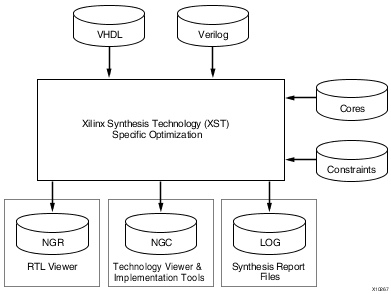 VHDL
Verilog
Xilinx Synthesis Technology (XST)
Specific Optimization
Cores
Constraints
NGR
NGC
LOG
RTL Viewer
Technology Viewer &
Implementation Tools
Synthesis Report
Files
X10267